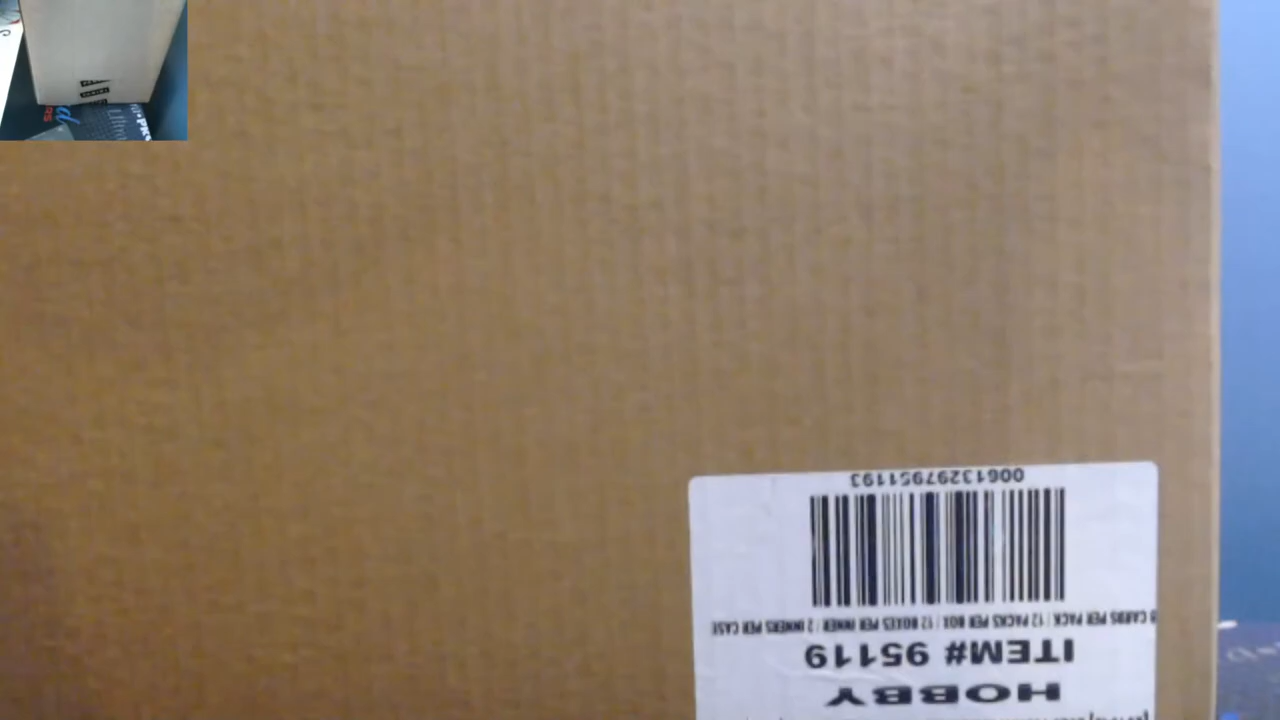 HOBBY
ITEM# 95119
8 CARDS PER PACK / 12 PACKS PER BOX / 12 BOXES PER INNER / 2 INNERS PER CASE
00613297951193